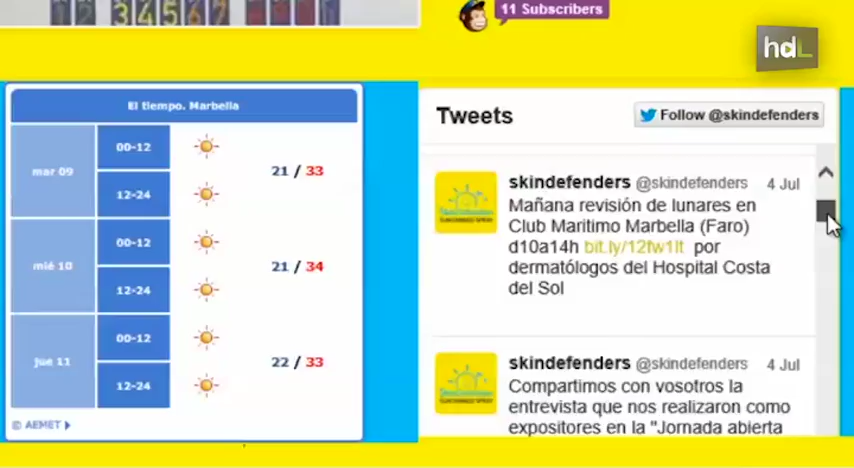 11 Subscribers
hdL
El tiempo. Marbella
mar 09
00-12
12-24
21 / 33
mié 10
00-12
12-24
21 / 34
jue 11
00-12
12-24
22 / 33
© AEMET
Tweets
Follow @skindefenders
skindefenders @skindefenders 4 Jul
Mañana revisión de lunares en
Club Maritimo Marbella (Faro)
d10a14h bit.ly/12fw1lt por
dermatólogos del Hospital Costa
del Sol
skindefenders @skindefenders 4 Jul
Compartimos con vosotros la
entrevista que nos realizaron como
expositores en la "Jornada abierta